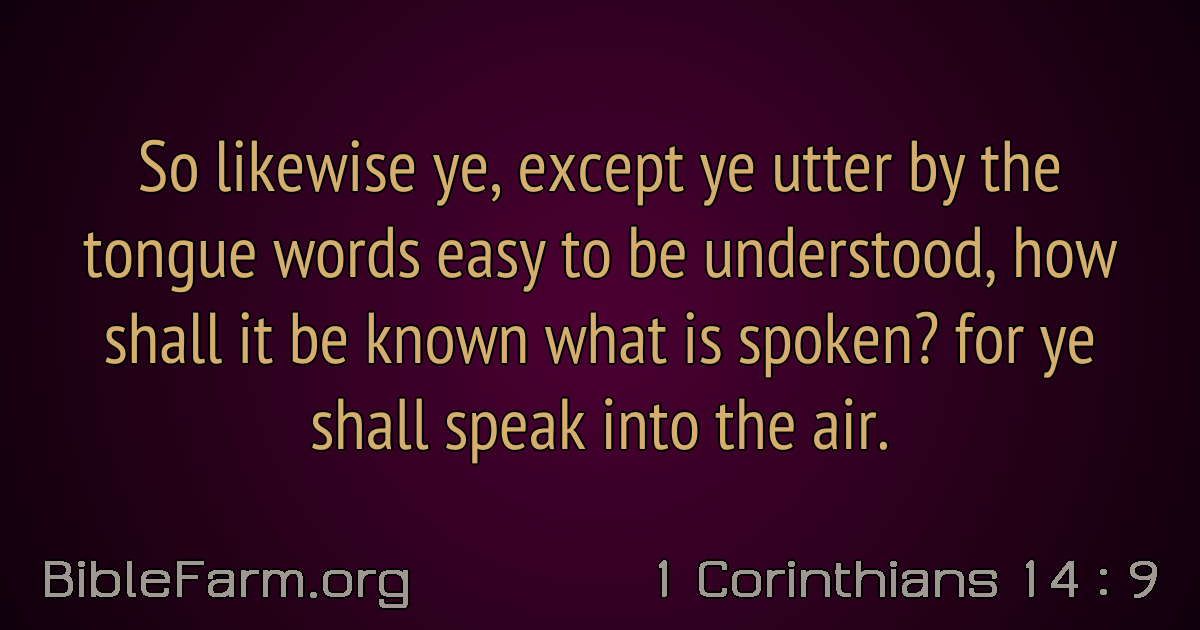 So likewise ye, except ye utter by the
tongue words easy to be understood, how
shall it be known what is spoken? for ye
shall speak into the air.
BibleFarm.org
1 Corinthians 14 : 9